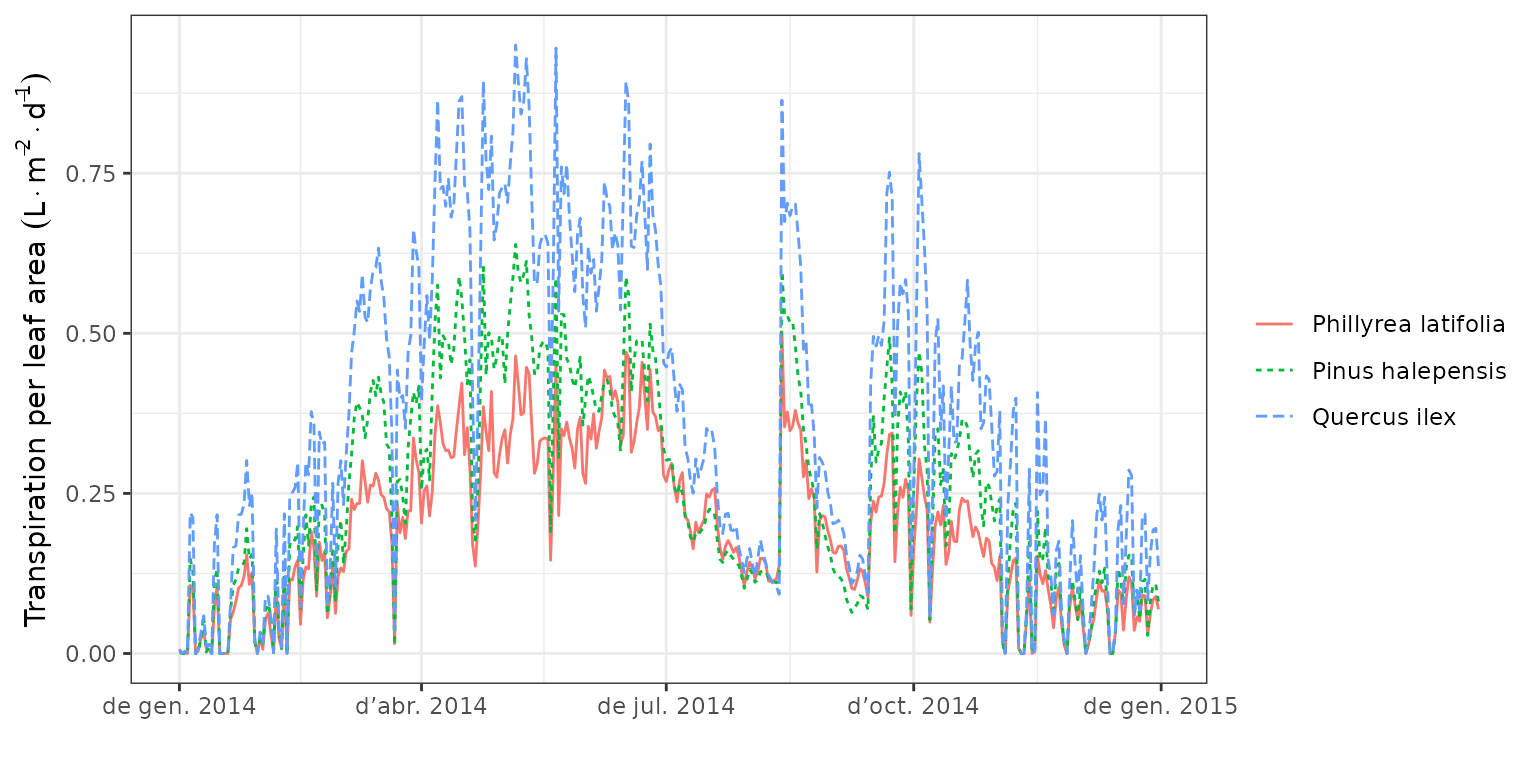 Transpiration per leaf area (L · m⁻² · d⁻¹)
0.75
0.50
0.25
0.00
de gen. 2014
d’abr. 2014
de jul. 2014
d’oct. 2014
de gen. 2015
Phillyrea latifolia
Pinus halepensis
Quercus ilex